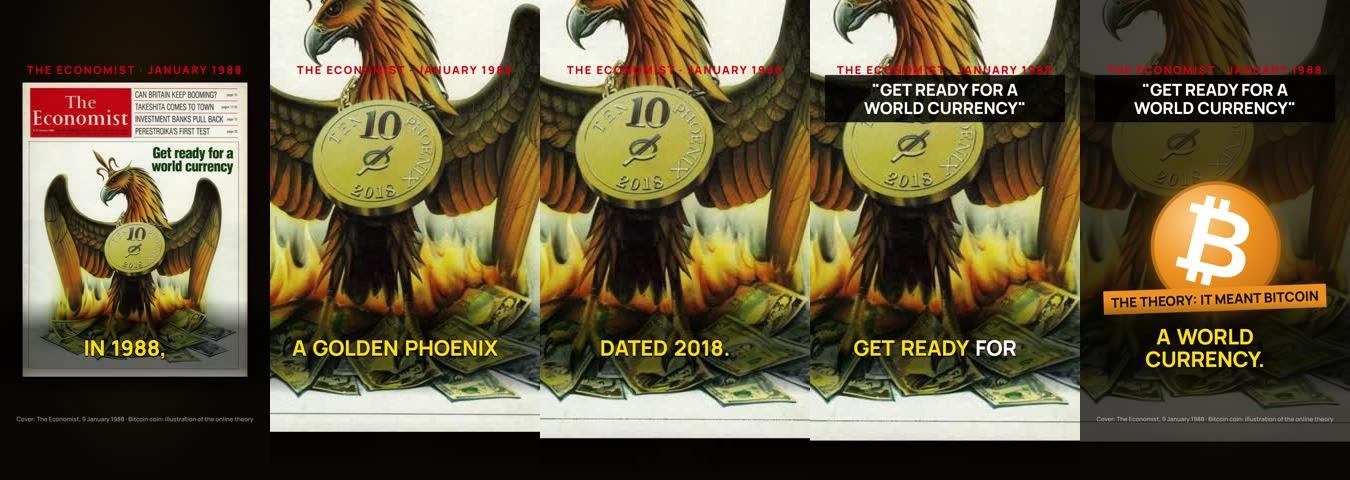 THE ECONOMIST · JANUARY 1988
The
Economist
CAN BRITAIN KEEP BOOMING?
TAKESHITA COMES TO TOWN
INVESTMENT BANKS PULL BACK
PERESTROIKA'S FIRST TEST
Get ready for a
world currency
10
2018
IN 1988,
Cover: The Economist, 9 January 1988 · Bitcoin coin: illustration of the online theory
THE ECONOMIST · JANUARY 1988
TEN 10 PHOENIX
2018
A GOLDEN PHOENIX
THE ECONOMIST · JANUARY 1988
TEN 10 PHOENIX
2018
DATED 2018.
THE ECONOMIST · JANUARY 1988
"GET READY FOR A
WORLD CURRENCY"
2018
GET READY FOR
THE ECONOMIST · JANUARY 1988
"GET READY FOR A
WORLD CURRENCY"
THE THEORY: IT MEANT BITCOIN
A WORLD
CURRENCY.
Cover: The Economist, 9 January 1988 · Bitcoin coin: illustration of the online theory